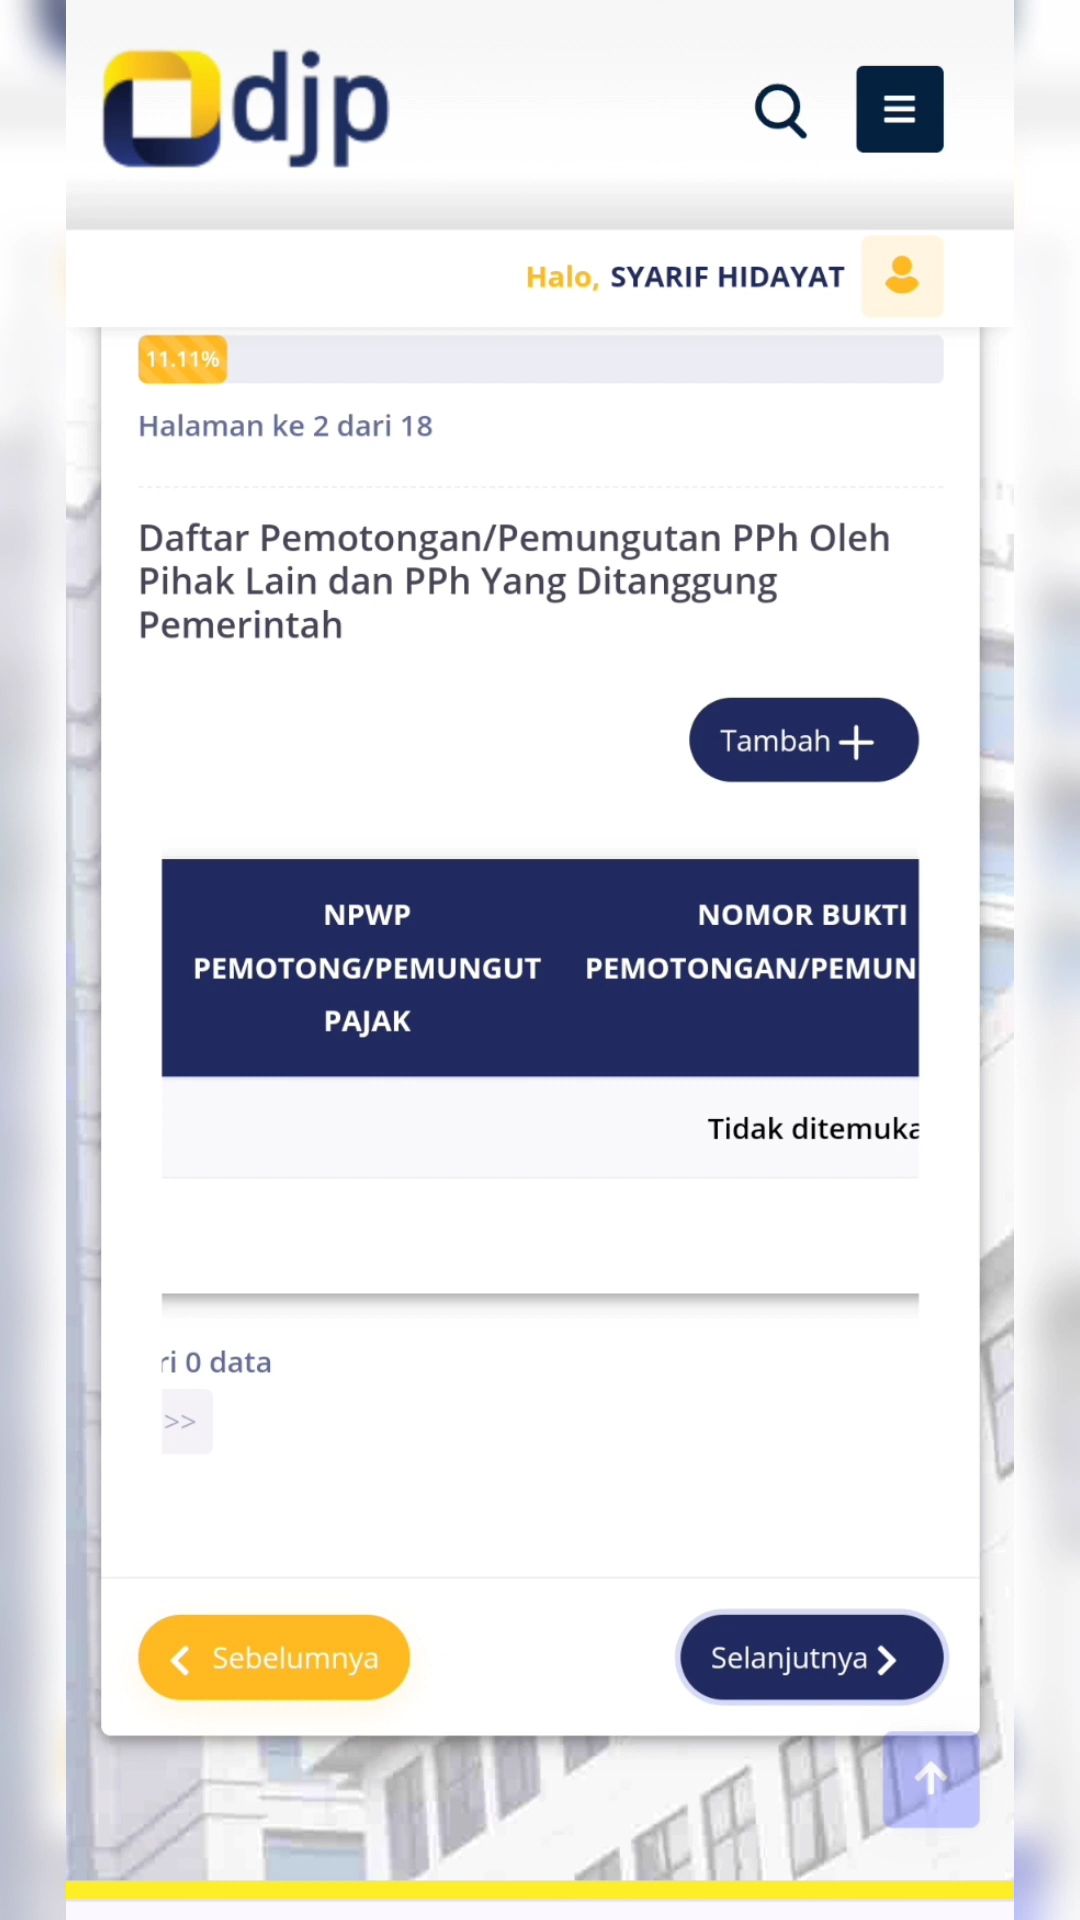 djp
Halo, SYARIF HIDAYAT
11.11%
Halaman ke 2 dari 18
Daftar Pemotongan/Pemungutan PPh Oleh
Pihak Lain dan PPh Yang Ditanggung
Pemerintah
Tambah
NPWP
PEMOTONG/PEMUNGUT
PAJAK
NOMOR BUKTI
PEMOTONGAN/PEMUN
Tidak ditemuka
ri 0 data
>>
Sebelumnya
Selanjutnya